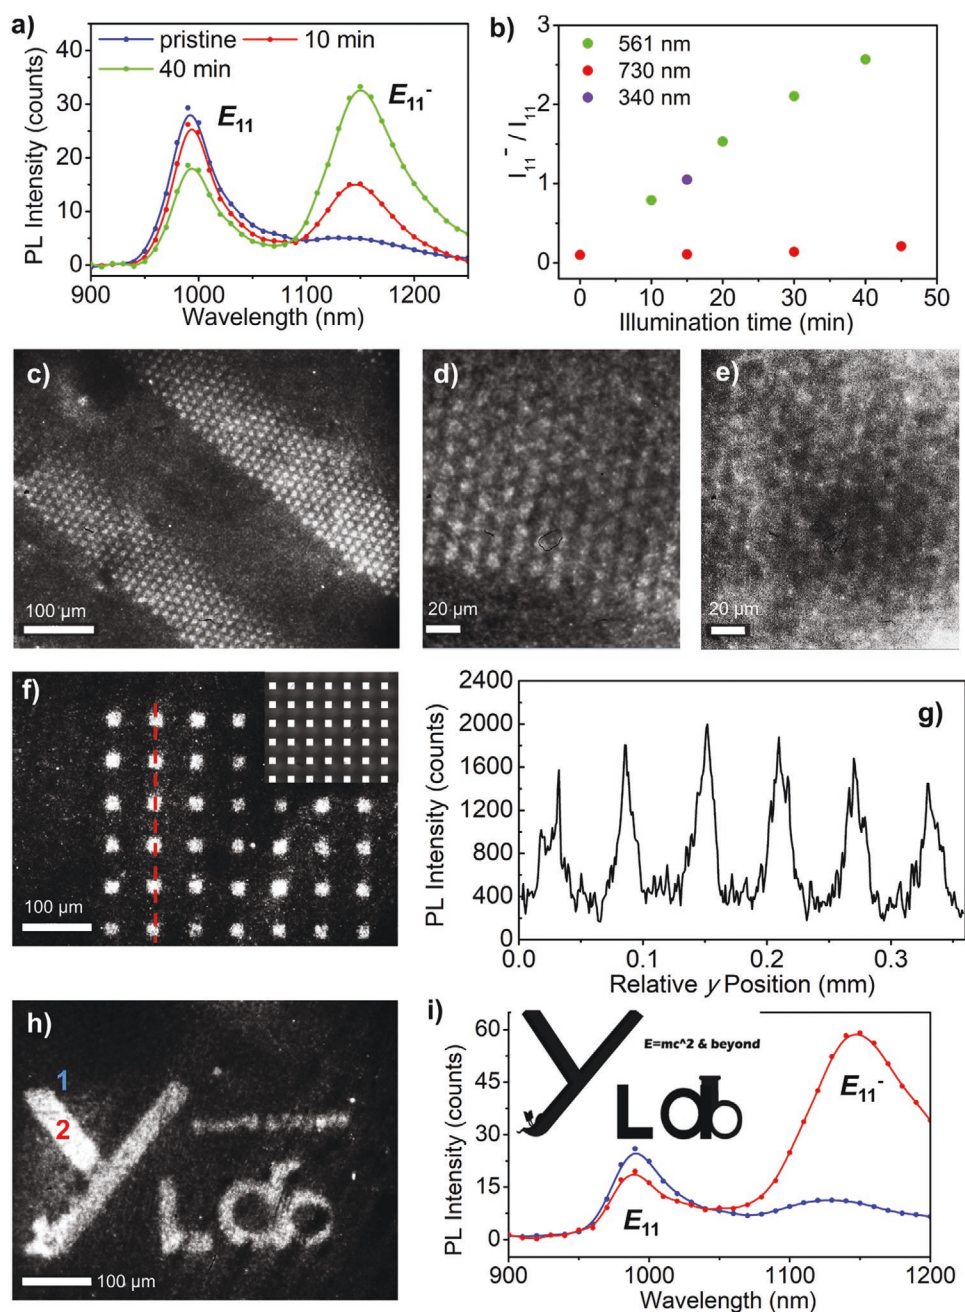 a)
pristine
10 min
40 min
E11
E11-
PL Intensity (counts)
40
30
20
10
0
900
1000
1100
1200
Wavelength (nm)
b)
561 nm
730 nm
340 nm
I11- / I11
3
2
1
0
0
10
20
30
40
50
Illumination time (min)
c)
100 µm
d)
20 µm
e)
20 µm
f)
100 µm
g)
PL Intensity (counts)
2400
2000
1600
1200
800
400
0
0.0
0.1
0.2
0.3
Relative y Position (mm)
h)
1
2
Y
Lab
100 µm
i)
Y
E=mc^2 & beyond
Lab
E11-
E11
PL Intensity (counts)
60
45
30
15
0
900
1000
1100
1200
Wavelength (nm)